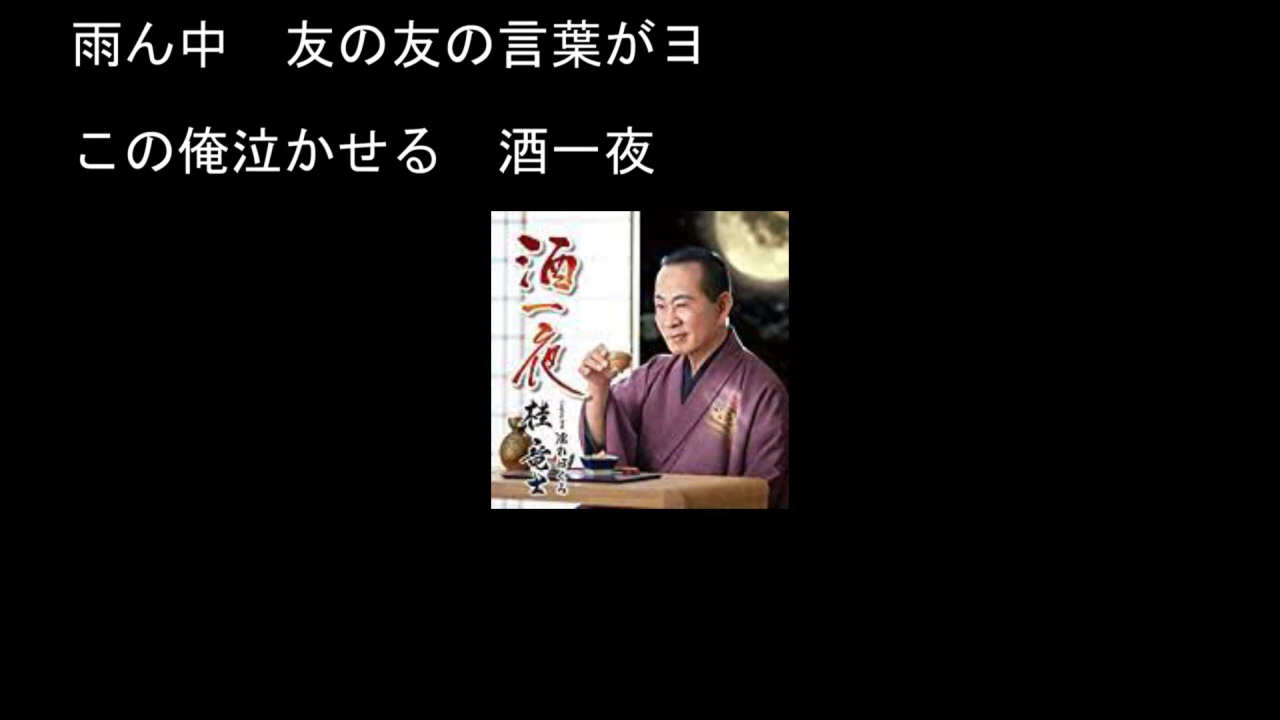 雨ん中　友の友の言葉がヨ
この俺泣かせる　酒一夜
酒一夜
桂竜士